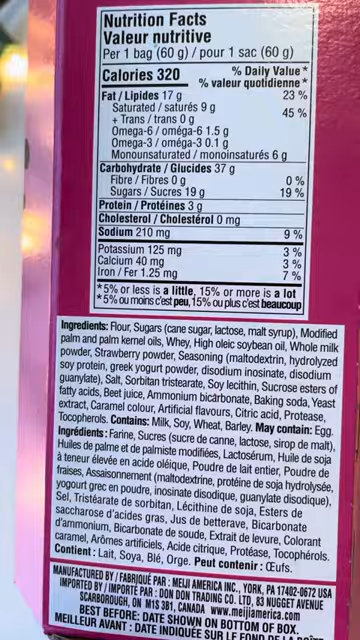 Nutrition Facts
Valeur nutritive
Per 1 bag (60 g) / pour 1 sac (60 g)
Calories 320
% Daily Value*
% valeur quotidienne*
Fat / Lipides 17 g 23 %
Saturated / saturés 9 g
+ Trans / trans 0 g 45 %
Omega-6 / oméga-6 1.5 g
Omega-3 / oméga-3 0.1 g
Monounsaturated / monoinsaturés 6 g
Carbohydrate / Glucides 37 g
Fibre / Fibres 0 g 0 %
Sugars / Sucres 19 g 19 %
Protein / Protéines 3 g
Cholesterol / Cholestérol 0 mg
Sodium 210 mg 9 %
Potassium 125 mg 3 %
Calcium 40 mg 3 %
Iron / Fer 1.25 mg 7 %
*5% or less is a little, 15% or more is a lot
*5% ou moins c'est peu, 15% ou plus c'est beaucoup
Ingredients: Flour, Sugars (cane sugar, lactose, malt syrup), Modified
palm and palm kernel oils, Whey, High oleic soybean oil, Whole milk
powder, Strawberry powder, Seasoning (maltodextrin, hydrolyzed
soy protein, greek yogurt powder, disodium inosinate, disodium
guanylate), Salt, Sorbitan tristearate, Soy lecithin, Sucrose esters of
fatty acids, Beet juice, Ammonium bicarbonate, Baking soda, Yeast
extract, Caramel colour, Artificial flavours, Citric acid, Protease,
Tocopherols. Contains: Milk, Soy, Wheat, Barley. May contain: Egg.
Ingrédients: Farine, Sucres (sucre de canne, lactose, sirop de malt),
Huiles de palme et de palmiste modifiées, Lactosérum, Huile de soja
à teneur élevée en acide oléique, Poudre de lait entier, Poudre de
fraises, Assaisonnement (maltodextrine, protéine de soja hydrolysée,
yogourt grec en poudre, inosinate disodique, guanylate disodique),
Sel, Tristéarate de sorbitan, Lécithine de soja, Esters de
saccharose d'acides gras, Jus de betterave, Bicarbonate
d'ammonium, Bicarbonate de soude, Extrait de levure, Colorant
caramel, Arômes artificiels, Acide citrique, Protéase, Tocophérols.
Contient: Lait, Soya, Blé, Orge. Peut contenir: Œufs.
MANUFACTURED BY / FABRIQUÉ PAR : MEIJI AMERICA INC., YORK, PA 17402-0672 USA
IMPORTED BY / IMPORTÉ PAR : DON DON TRADING CO. LTD, 83 NUGGET AVENUE
SCARBOROUGH, ON M1S 3B1, CANADA www.meijiamerica.com
BEST BEFORE: DATE SHOWN ON BOTTOM OF BOX.
MEILLEUR AVANT : DATE INDIQUÉE SUR LE FOND DE LA BOÎTE